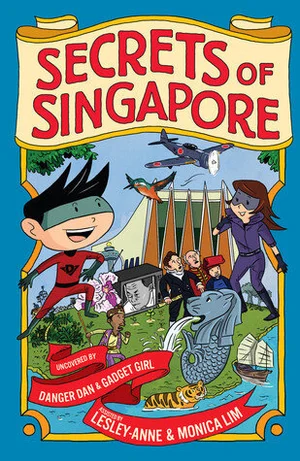 SECRETS OF
SINGAPORE
UNCOVERED BY
DANGER DAN & GADGET GIRL
ASSISTED BY
LESLEY-ANNE & MONICA LIM